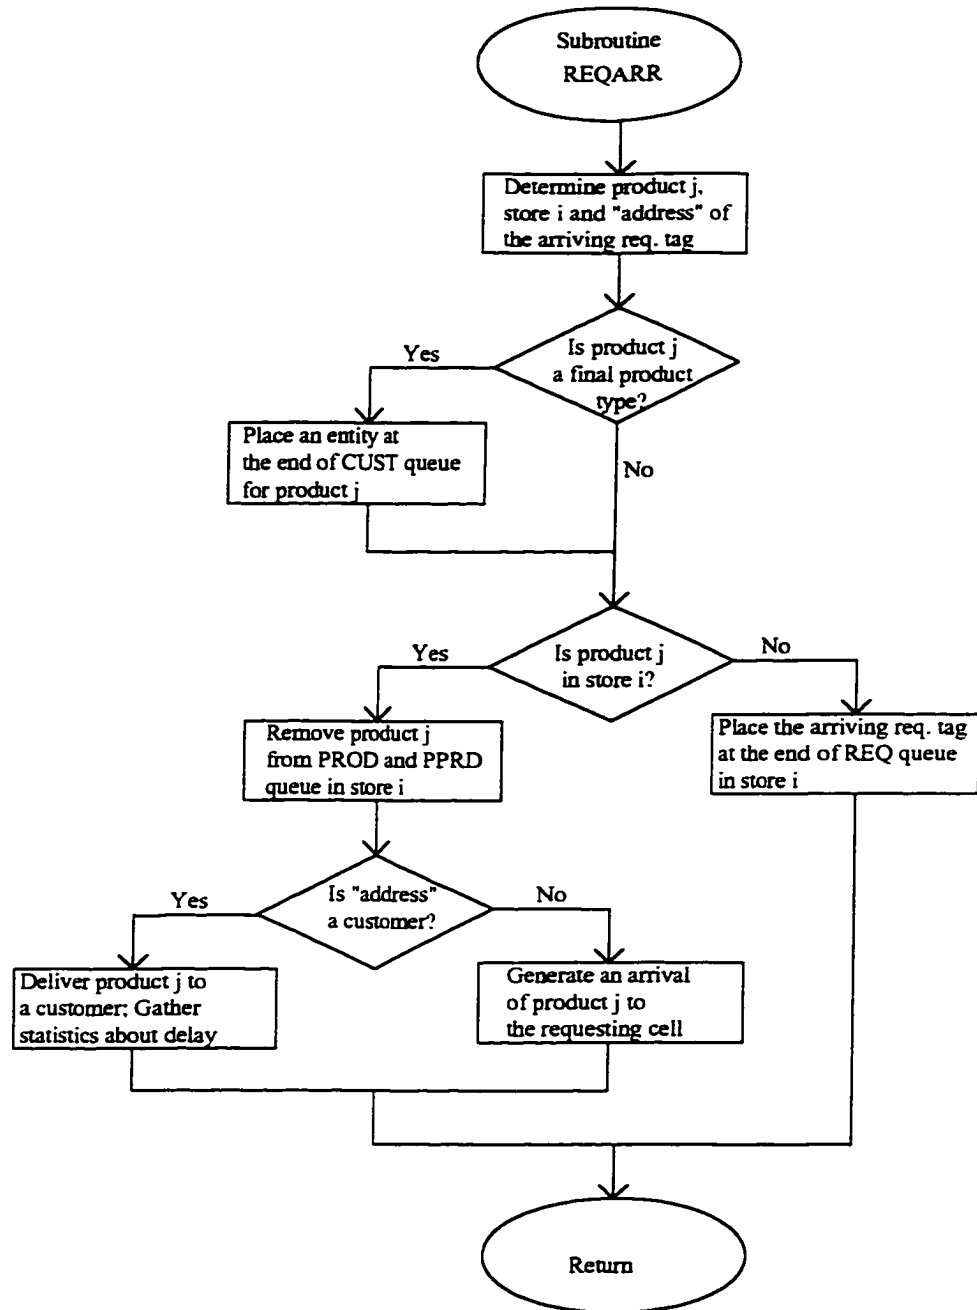 Subroutine
REQARR
Determine product j,
store i and "address" of
the arriving req. tag
Is product j
a final product
type?
Yes
No
Place an entity at
the end of CUST queue
for product j
Is product j
in store i?
Yes
No
Remove product j
from PROD and PPRD
queue in store i
Place the arriving req. tag
at the end of REQ queue
in store i
Is "address"
a customer?
Yes
No
Deliver product j to
a customer; Gather
statistics about delay
Generate an arrival
of product j to
the requesting cell
Return